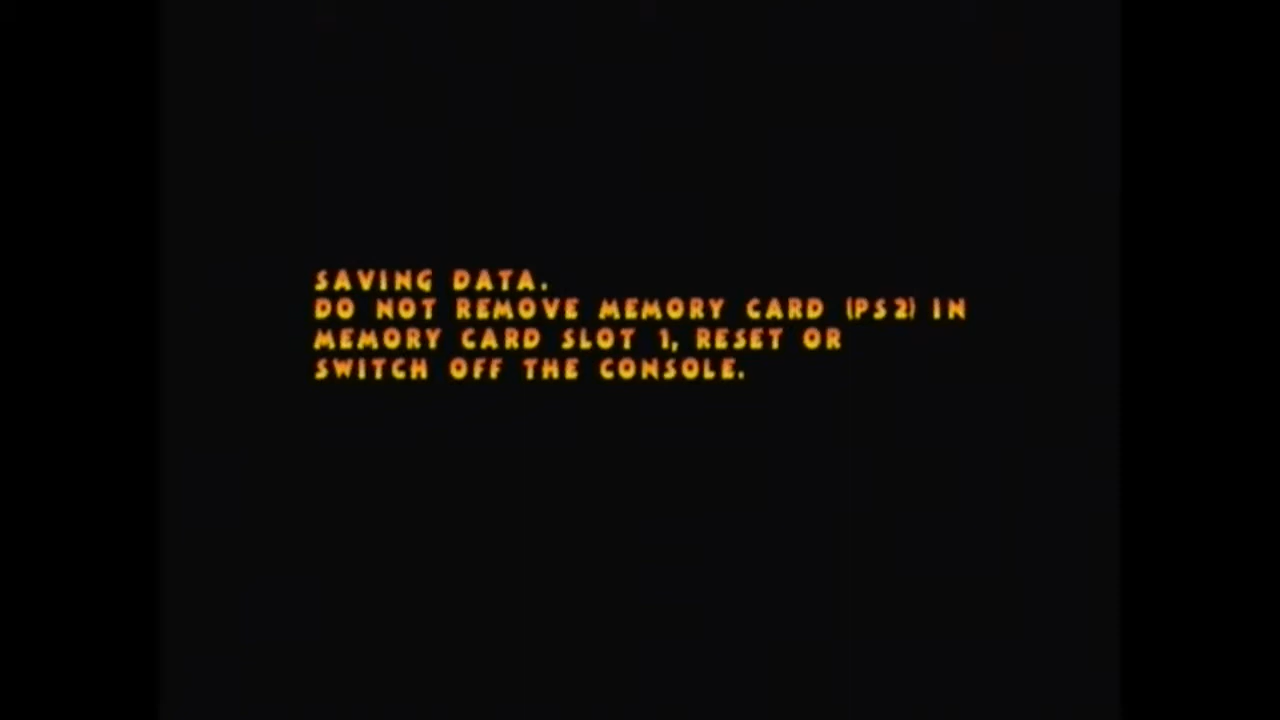 SAVING DATA.
DO NOT REMOVE MEMORY CARD (PS2) IN
MEMORY CARD SLOT 1, RESET OR
SWITCH OFF THE CONSOLE.